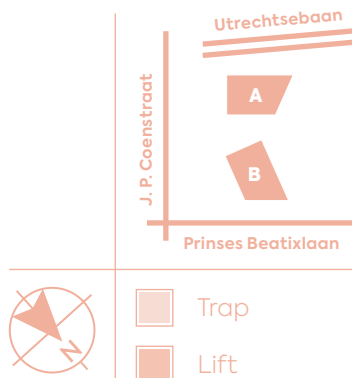 Utrechtsebaan
A
J. P. Coenstraat
B
Prinses Beatixlaan
N
Trap
Lift